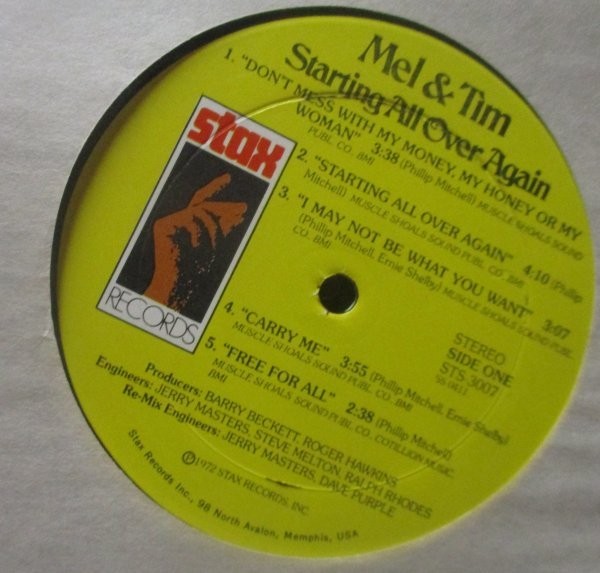 Mel & Tim
Starting All Over Again
1. "DON'T MESS WITH MY MONEY, MY HONEY OR MY
WOMAN" 3:38 (Phillip Mitchell) MUSCLE SHOALS SOUND
PUBL. CO. BMI
2. "STARTING ALL OVER AGAIN" 4:10 (Phillip
Mitchell) MUSCLE SHOALS SOUND PUBL. CO. BMI
3. "I MAY NOT BE WHAT YOU WANT" 3:07
(Phillip Mitchell, Ernie Shelby) MUSCLE SHOALS SOUND PUBL.
CO. BMI
stax
RECORDS
STEREO
SIDE ONE
STS 3007
4. "CARRY ME" 3:55 (Phillip Mitchell, Ernie Shelby)
MUSCLE SHOALS SOUND PUBL. CO. BMI
5. "FREE FOR ALL" 2:38 (Phillip Mitchell)
MUSCLE SHOALS SOUND PUBL. CO., COTILLION MUSIC,
BMI
Producers: BARRY BECKETT, ROGER HAWKINS
Engineers: JERRY MASTERS, STEVE MELTON, RALPH RHODES
Re-Mix Engineers: JERRY MASTERS, DAVE PURPLE
Ⓟ1972 STAX RECORDS, INC.
Stax Records Inc., 98 North Avalon, Memphis, USA